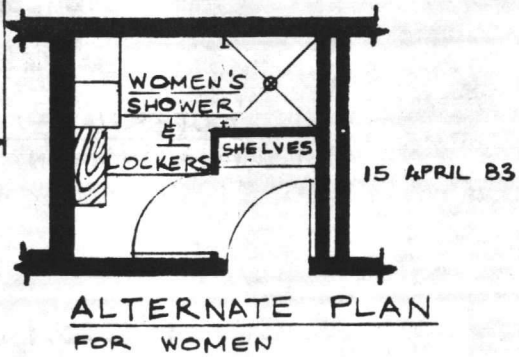 WOMEN'S
SHOWER
&
LOCKERS
SHELVES
15 APRIL 83
ALTERNATE PLAN
FOR WOMEN